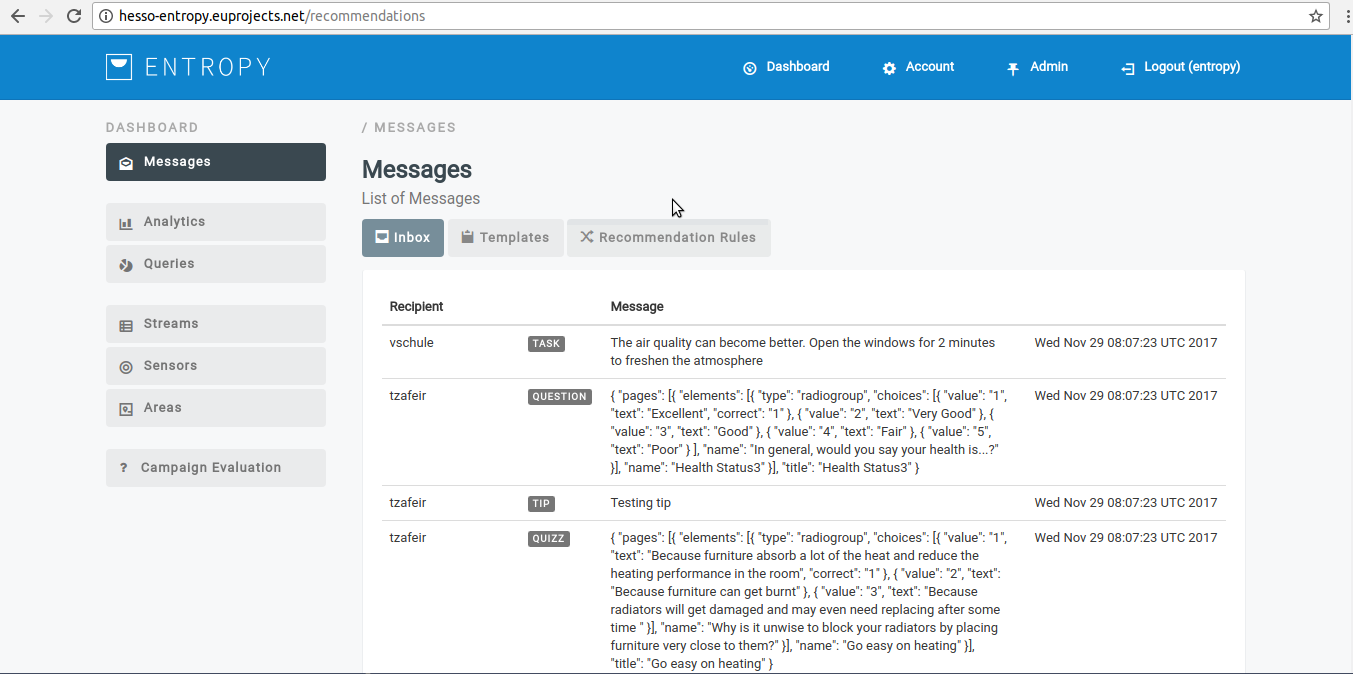 hesso-entropy.euprojects.net/recommendations
ENTROPY
Dashboard
Account
Admin
Logout (entropy)
DASHBOARD
Messages
Analytics
Queries
Streams
Sensors
Areas
? Campaign Evaluation
/ MESSAGES
Messages
List of Messages
Inbox
Templates
Recommendation Rules
Recipient Message
vschule TASK The air quality can become better. Open the windows for 2 minutes Wed Nov 29 08:07:23 UTC 2017
to freshen the atmosphere
tzafeir QUESTION { "pages": [{ "elements": [{ "type": "radiogroup", "choices": [{ "value": "1", Wed Nov 29 08:07:23 UTC 2017
"text": "Excellent", "correct": "1" }, { "value": "2", "text": "Very Good" }, {
"value": "3", "text": "Good" }, { "value": "4", "text": "Fair" }, { "value": "5",
"text": "Poor" } ], "name": "In general, would you say your health is...?"
}], "name": "Health Status3" }], "title": "Health Status3" }
tzafeir TIP Testing tip Wed Nov 29 08:07:23 UTC 2017
tzafeir QUIZZ { "pages": [{ "elements": [{ "type": "radiogroup", "choices": [{ "value": "1", Wed Nov 29 08:07:23 UTC 2017
"text": "Because furniture absorb a lot of the heat and reduce the
heating performance in the room", "correct": "1" }, { "value": "2", "text":
"Because furniture can get burnt" }, { "value": "3", "text": "Because
radiators will get damaged and may even need replacing after some
time " }], "name": "Why is it unwise to block your radiators by placing
furniture very close to them?" }], "name": "Go easy on heating" }],
"title": "Go easy on heating" }